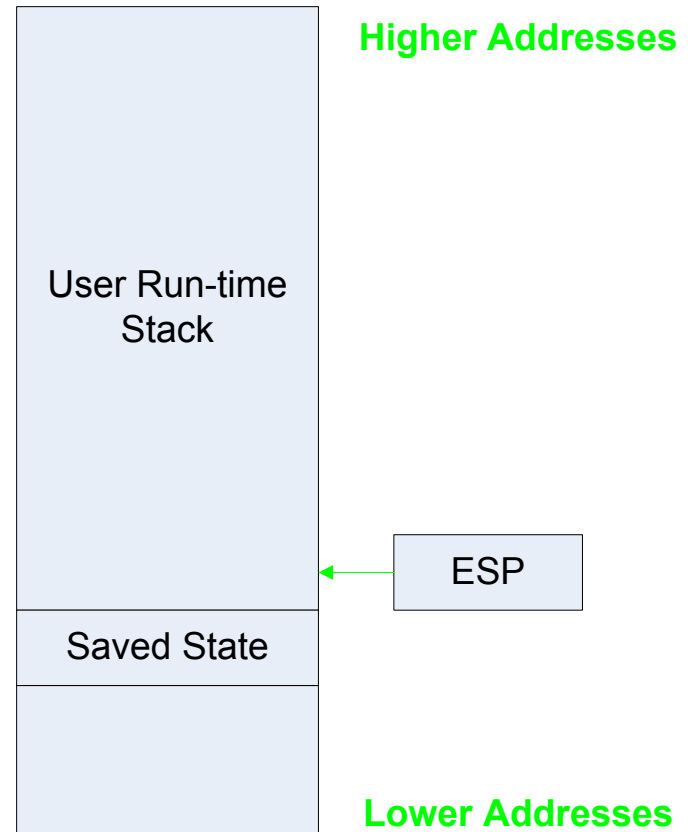 Higher Addresses
User Run-time
Stack
ESP
Saved State
Lower Addresses